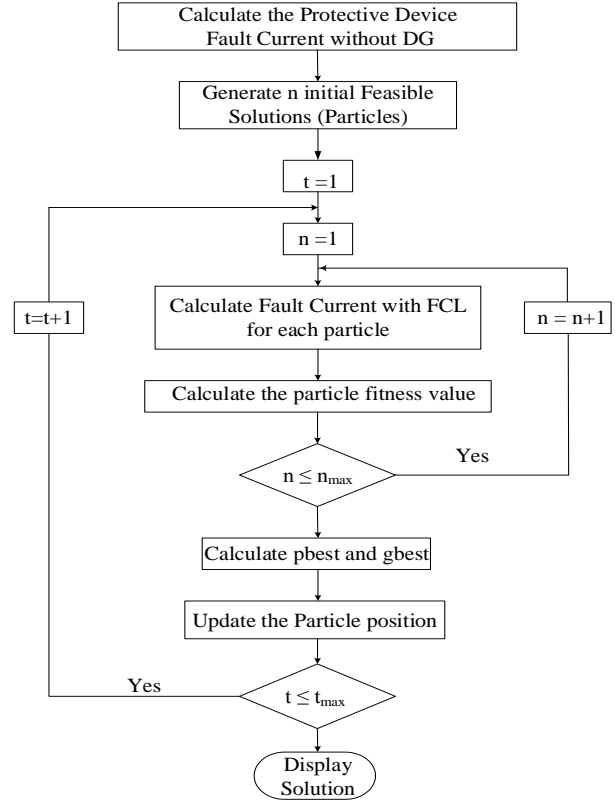 Calculate the Protective Device
Fault Current without DG
Generate n initial Feasible
Solutions (Particles)
t =1
n =1
t=t+1
Calculate Fault Current with FCL
for each particle
n = n+1
Calculate the particle fitness value
Yes
n ≤ nmax
Calculate pbest and gbest
Update the Particle position
Yes
t ≤ tmax
Display
Solution